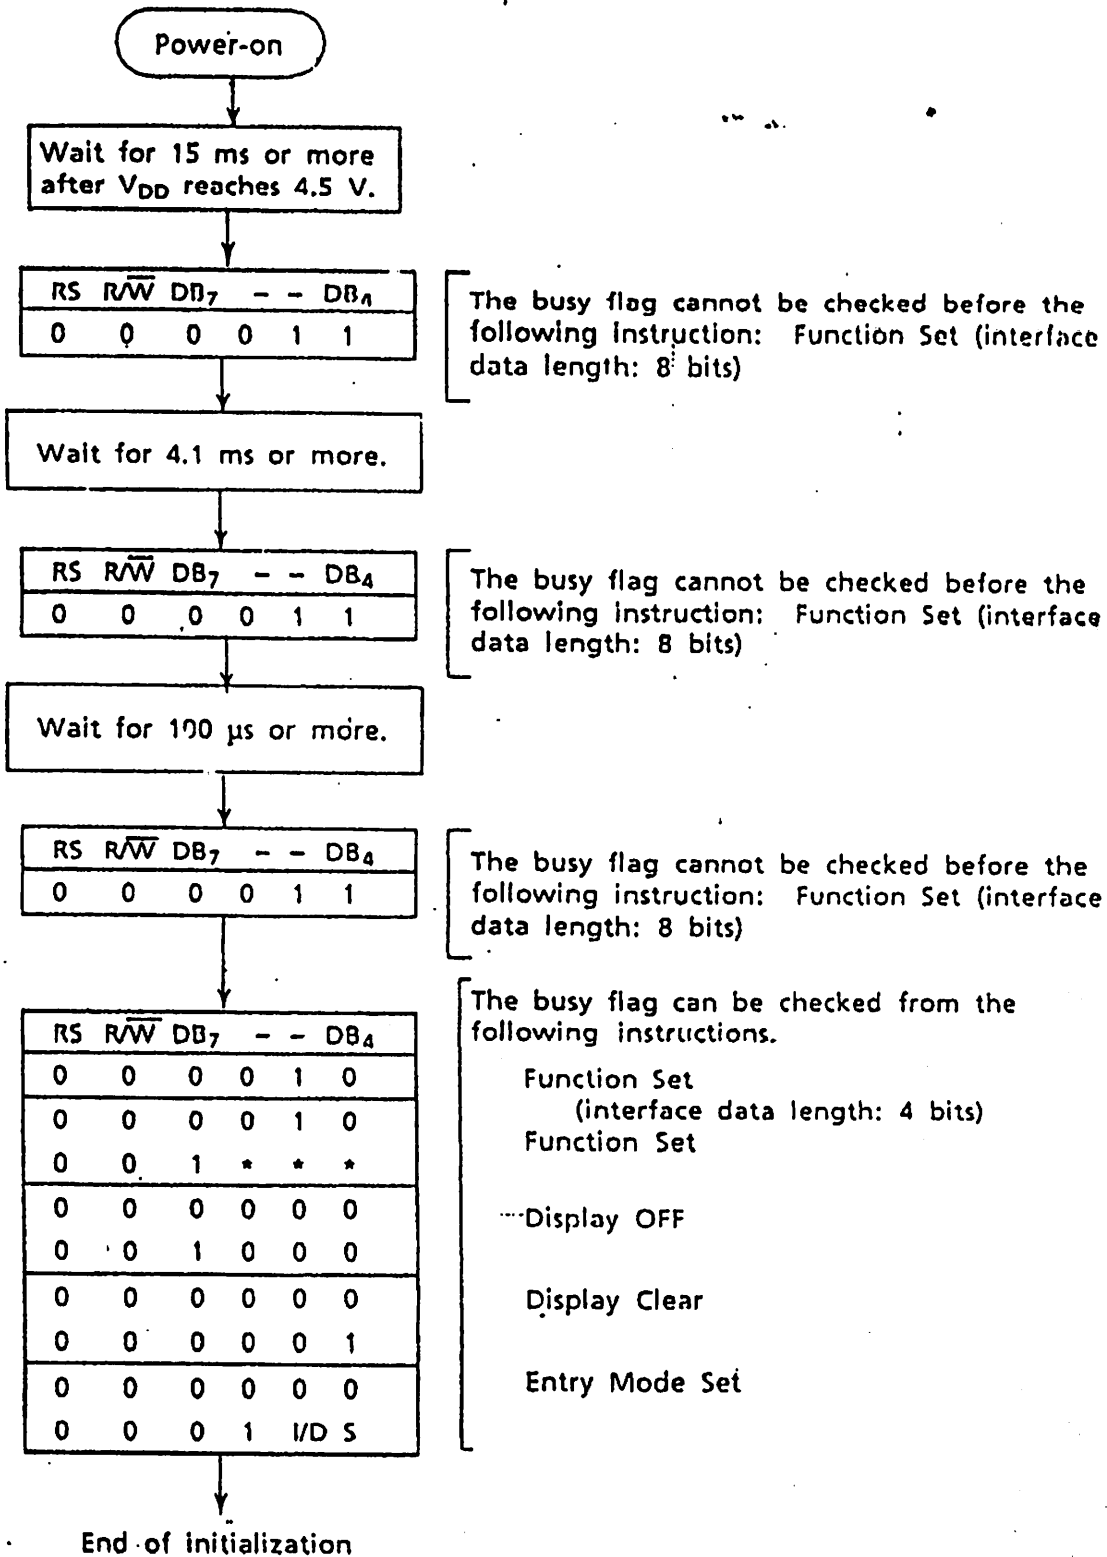 Power-on
Wait for 15 ms or more
after VDD reaches 4.5 V.
RS R/W̅ DB7 - - DB4
0 0 0 0 1 1
The busy flag cannot be checked before the
following instruction: Function Set (interface
data length: 8 bits)
Wait for 4.1 ms or more.
RS R/W̅ DB7 - - DB4
0 0 0 0 1 1
The busy flag cannot be checked before the
following instruction: Function Set (interface
data length: 8 bits)
Wait for 100 µs or more.
RS R/W̅ DB7 - - DB4
0 0 0 0 1 1
The busy flag cannot be checked before the
following instruction: Function Set (interface
data length: 8 bits)
RS R/W̅ DB7 - - DB4
0 0 0 0 1 0
0 0 0 0 1 0
0 0 1 * * *
0 0 0 0 0 0
0 0 1 0 0 0
0 0 0 0 0 0
0 0 0 0 0 1
0 0 0 0 0 0
0 0 0 1 I/D S
The busy flag can be checked from the
following instructions.
Function Set
(interface data length: 4 bits)
Function Set
Display OFF
Display Clear
Entry Mode Set
End of initialization